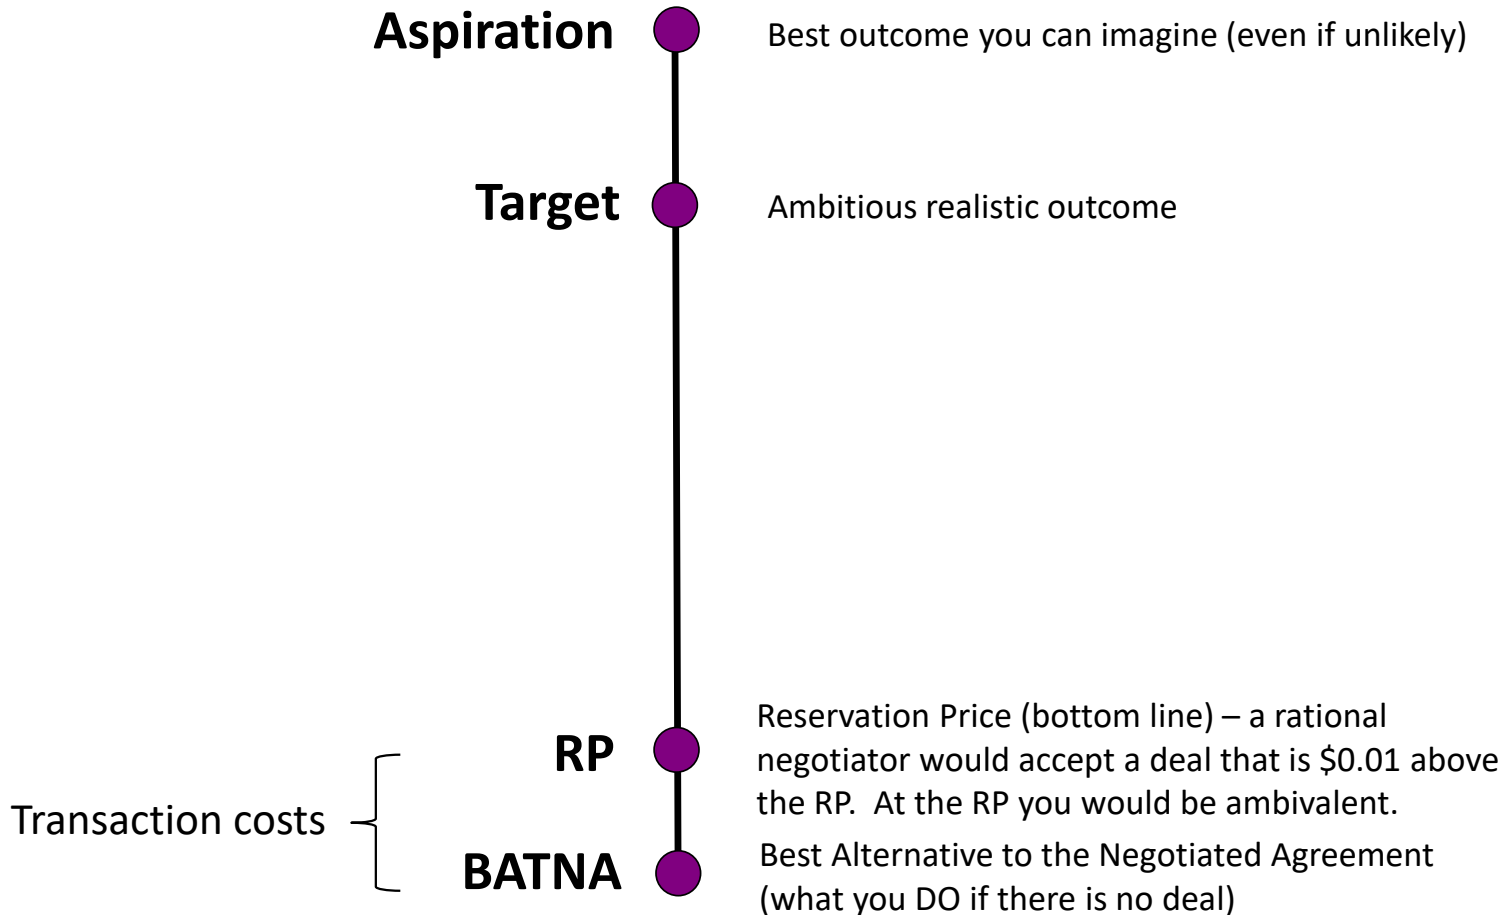 Aspiration
Best outcome you can imagine (even if unlikely)
Target
Ambitious realistic outcome
RP
Reservation Price (bottom line) – a rational
negotiator would accept a deal that is $0.01 above
the RP.  At the RP you would be ambivalent.
Transaction costs
BATNA
Best Alternative to the Negotiated Agreement
(what you DO if there is no deal)